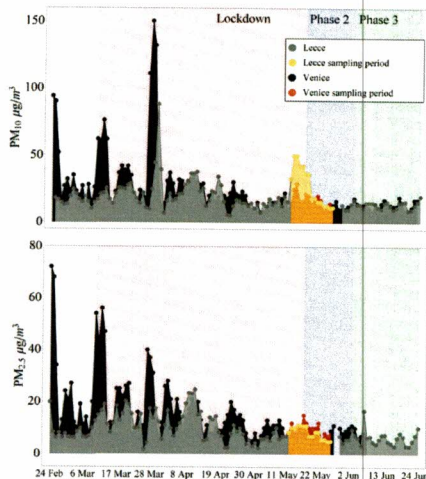 Lockdown Phase 2 Phase 3
Lecce
Lecce sampling period
Venice
Venice sampling period
PM10 μg/m³
150
100
50
0
PM2.5 μg/m³
80
60
40
20
0
24 Feb 6 Mar 17 Mar 28 Mar 8 Apr 19 Apr 30 Apr 11 May 22 May 2 Jun 13 Jun 24 Jun